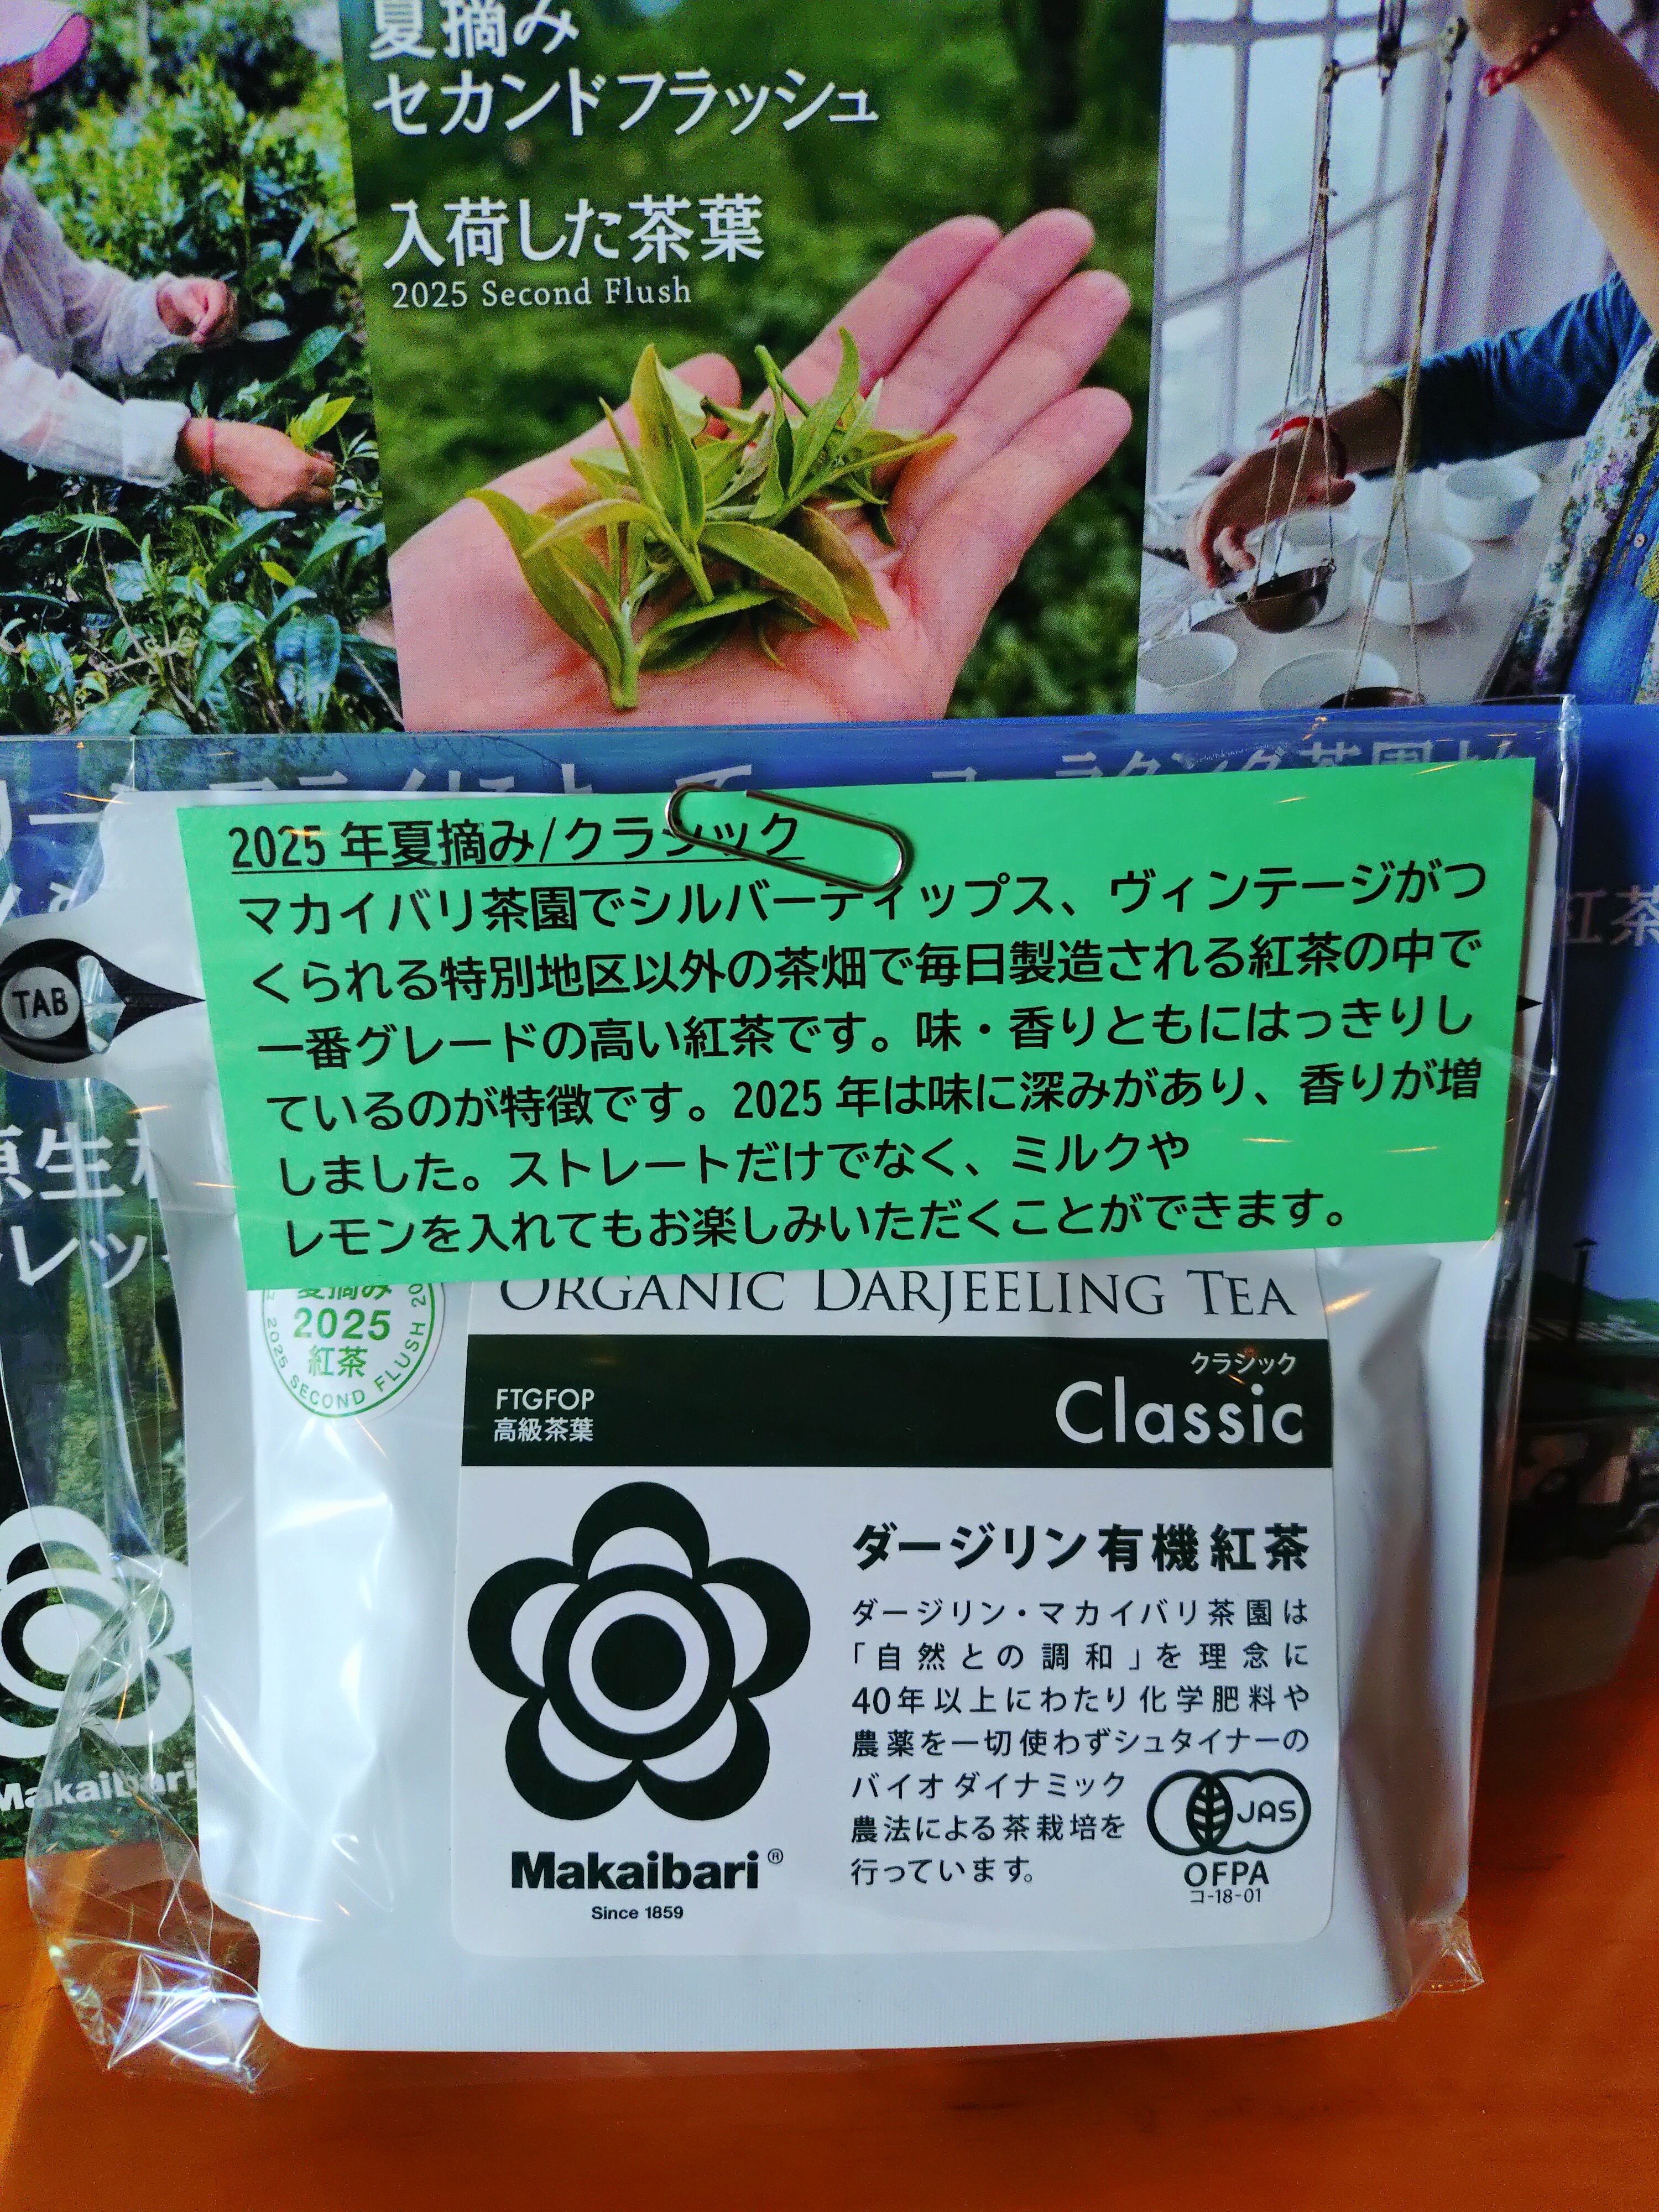 夏摘み
セカンドフラッシュ
入荷した茶葉
2025 Second Flush
2025 年夏摘み/クラシック
マカイバリ茶園でシルバーティップス、ヴィンテージがつ
くられる特別地区以外の茶畑で毎日製造される紅茶の中で
一番グレードの高い紅茶です。味・香りともにはっきりし
ているのが特徴です。2025 年は味に深みがあり、香りが増
しました。ストレートだけでなく、ミルクや
レモンを入れてもお楽しみいただくことができます。
TAB
紅茶
夏摘み
2025
紅茶
2025 SECOND FLUSH
ORGANIC DARJEELING TEA
FTGFOP
高級茶葉
クラシック
Classic
ダージリン有機紅茶
ダージリン・マカイバリ茶園は
「自然との調和」を理念に
40年以上にわたり化学肥料や
農薬を一切使わずシュタイナーの
バイオダイナミック
農法による茶栽培を
行っています。
JAS
OFPA
コ-18-01
Makaibari®
Since 1859
Makaibari